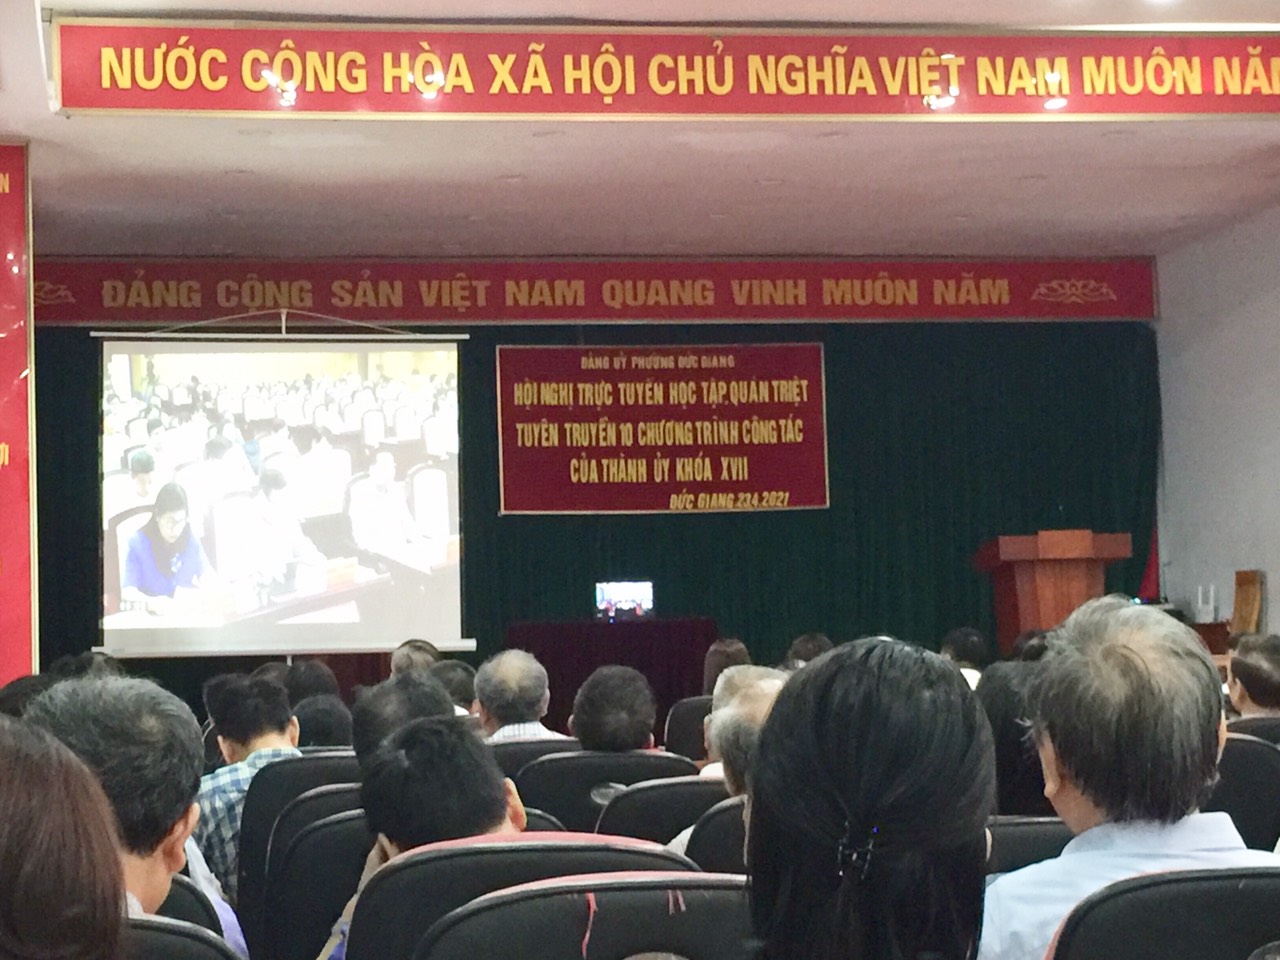 NƯỚC CỘNG HÒA XÃ HỘI CHỦ NGHĨA VIỆT NAM MUÔN NĂM
ĐẢNG CỘNG SẢN VIỆT NAM QUANG VINH MUÔN NĂM
ĐẢNG ỦY PHƯỜNG ĐỨC GIANG
HỘI NGHỊ TRỰC TUYẾN HỌC TẬP, QUÁN TRIỆT
TUYÊN TRUYỀN 10 CHƯƠNG TRÌNH CÔNG TÁC
CỦA THÀNH ỦY KHÓA XVII
ĐỨC GIANG.23.4.2021